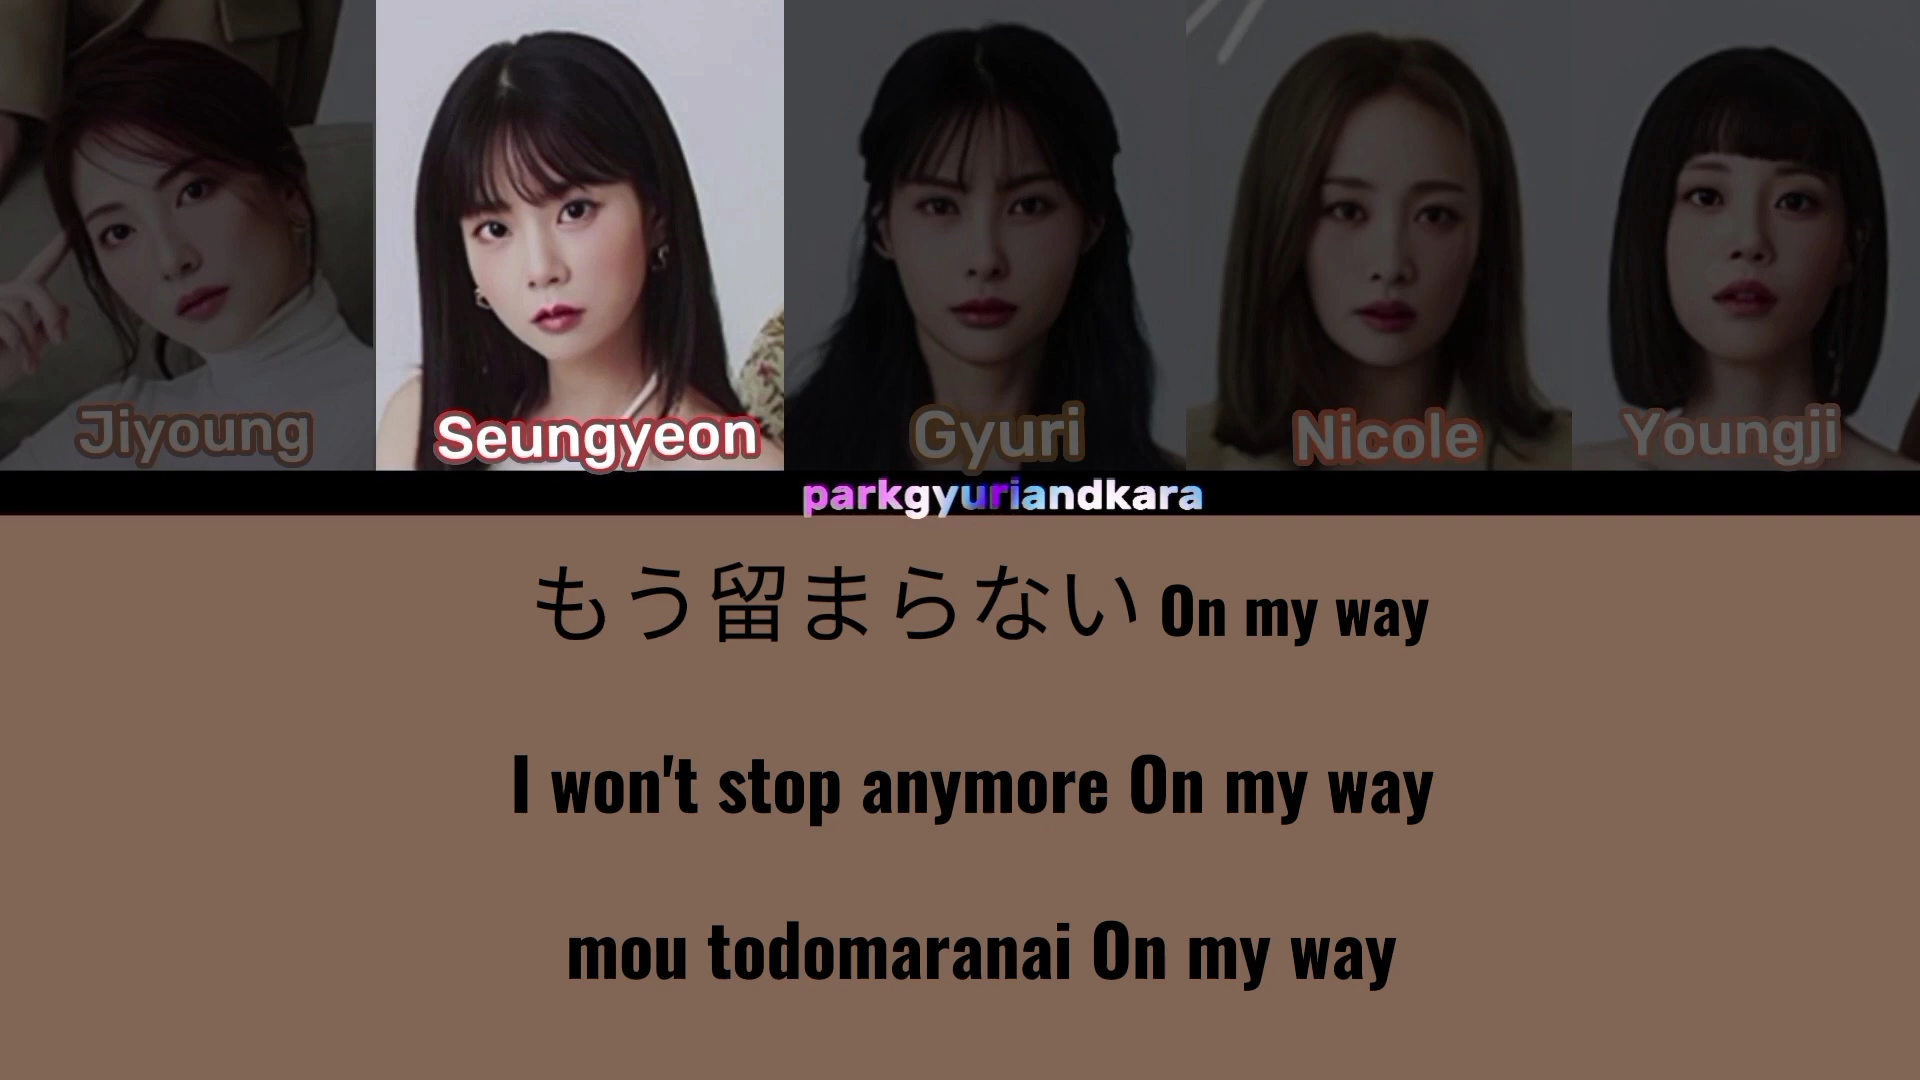 Jiyoung Seungyeon Gyuri Nicole Youngji
parkgyuriandkara
もう留まらない On my way
I won't stop anymore On my way
mou todomaranai On my way